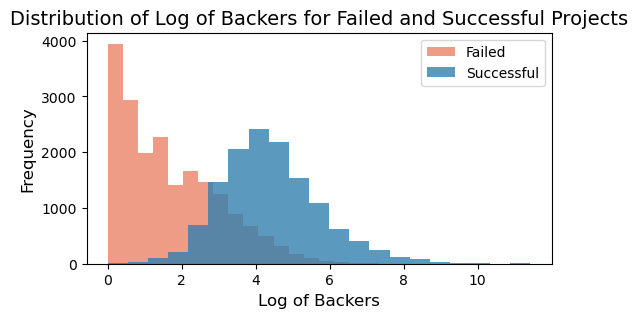 Distribution of Log of Backers for Failed and Successful Projects
4000
3000
2000
1000
0
Frequency
Failed
Successful
0 2 4 6 8 10
Log of Backers